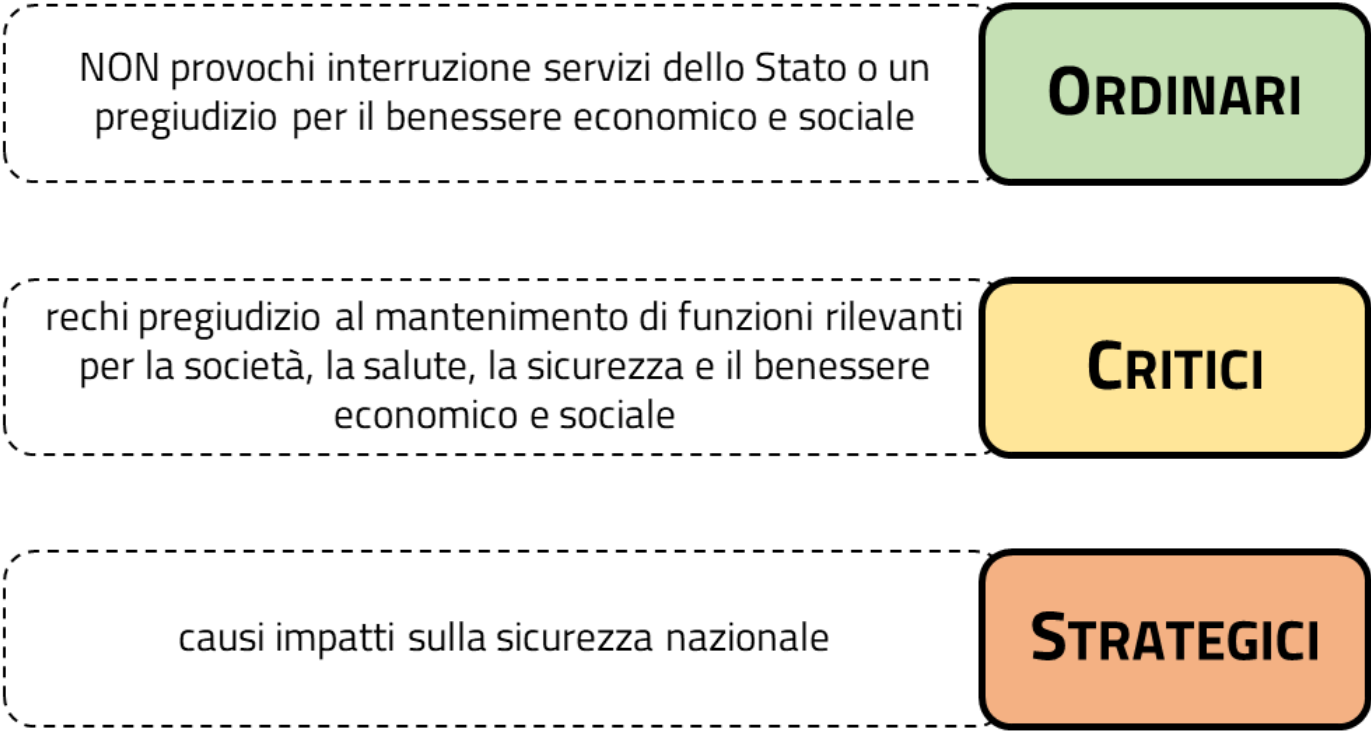 NON provochi interruzione servizi dello Stato o un
pregiudizio per il benessere economico e sociale
ORDINARI
rechi pregiudizio al mantenimento di funzioni rilevanti
per la società, la salute, la sicurezza e il benessere
economico e sociale
CRITICI
causi impatti sulla sicurezza nazionale
STRATEGICI